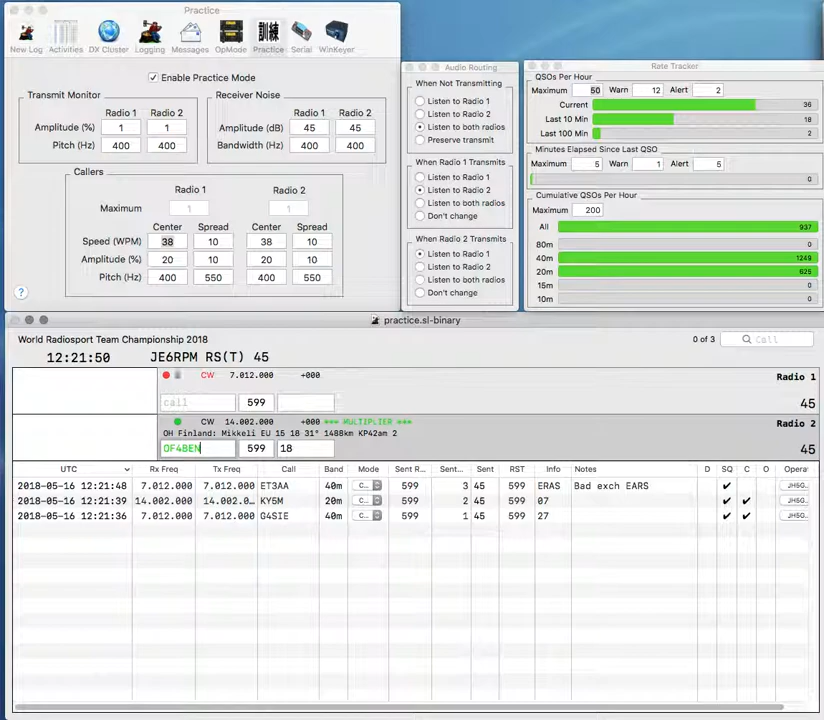 Practice
訓練
New Log
Activities
DX Cluster
Logging
Messages
OpMode
Practice
Serial
WinKeyer
Enable Practice Mode
Transmit Monitor
Radio 1 Radio 2
Amplitude (%) 1 1
Pitch (Hz) 400 400
Receiver Noise
Radio 1 Radio 2
Amplitude (dB) 45 45
Bandwidth (Hz) 400 400
Callers
Radio 1 Radio 2
Maximum 1 1
Center Spread Center Spread
Speed (WPM) 38 10 38 10
Amplitude (%) 20 10 20 10
Pitch (Hz) 400 550 400 550
?
Audio Routing
When Not Transmitting
Listen to Radio 1
Listen to Radio 2
Listen to both radios
Preserve transmit
When Radio 1 Transmits
Listen to Radio 1
Listen to Radio 2
Listen to both radios
Don't change
When Radio 2 Transmits
Listen to Radio 1
Listen to Radio 2
Listen to both radios
Don't change
Rate Tracker
QSOs Per Hour
Maximum 50 Warn 12 Alert 2
Current 36
Last 10 Min 18
Last 100 Min 2
Minutes Elapsed Since Last QSO
Maximum 5 Warn 1 Alert 5
0
Cumulative QSOs Per Hour
Maximum 200
All 937
80m 0
40m 1249
20m 625
15m 0
10m 0
practice.sl-binary
World Radiosport Team Championship 2018
0 of 3
Call
12:21:50 JE6RPM RS(T) 45
CW 7.012.000 +000 Radio 1
call 599 45
CW 14.002.000 +000 *** MULTIPLIER *** Radio 2
OH Finland: Mikkeli EU 15 18 31° 1488km KP42am 2
OF4BEN 599 18 45
UTC Rx Freq Tx Freq Call Band Mode Sent R... Sent... Sent RST Info Notes D SQ C O Opera
2018-05-16 12:21:48 7.012.000 7.012.000 ET3AA 40m C... 599 3 45 599 ERAS Bad exch EARS ✔ JH5G..
2018-05-16 12:21:39 14.002.000 14.002.0... KY5M 20m C... 599 2 45 599 07 ✔ ✔ JH5G..
2018-05-16 12:21:36 7.012.000 7.012.000 G4SIE 40m C... 599 1 45 599 27 ✔ ✔ JH5G..